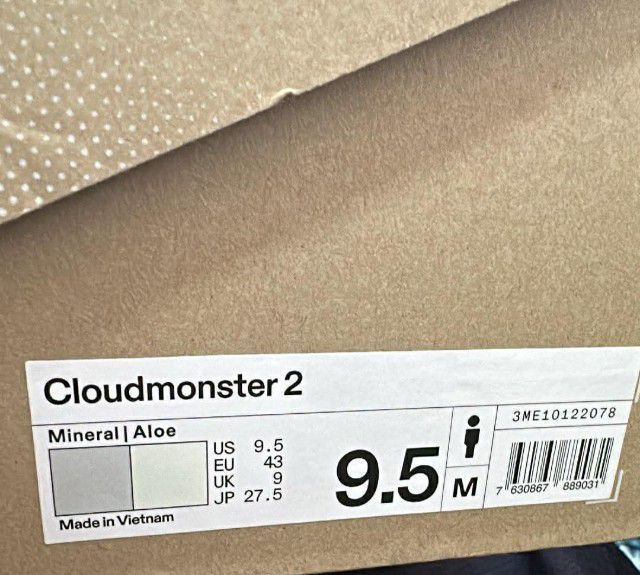 Cloudmonster 2
Mineral | Aloe
US 9.5
EU 43
UK 9
JP 27.5
Made in Vietnam
9.5
M
3ME10122078
7 630867 889031